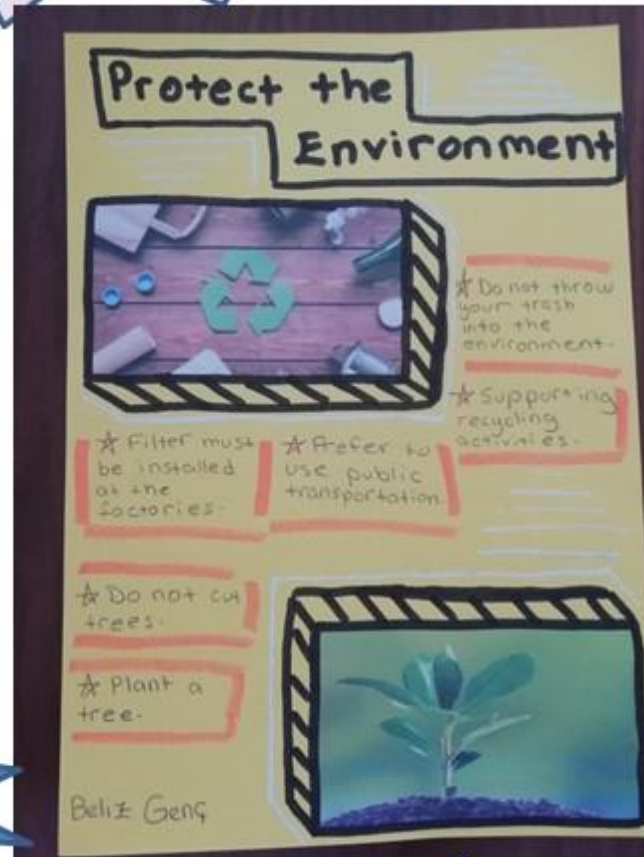 Protect the
Environment
☆ Do not throw
your trash
into the
environment.
☆ Supporting
recycling
activities.
☆ Filter must
be installed
at the
factories.
☆ Prefer to
use public
transportation.
☆ Do not cut
trees.
☆ Plant a
tree.
Beliz Genç